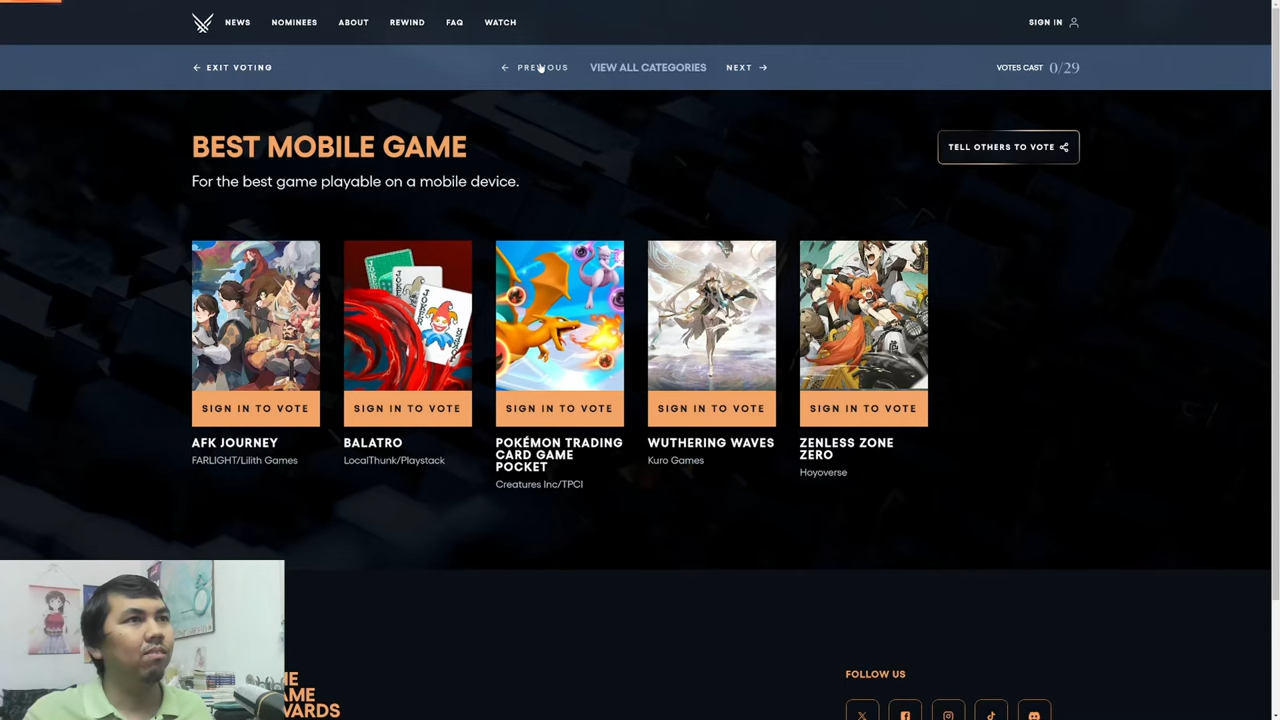 NEWS NOMINEES ABOUT REWIND FAQ WATCH SIGN IN
EXIT VOTING PREVIOUS VIEW ALL CATEGORIES NEXT VOTES CAST 0/29
BEST MOBILE GAME
TELL OTHERS TO VOTE
For the best game playable on a mobile device.
SIGN IN TO VOTE SIGN IN TO VOTE SIGN IN TO VOTE SIGN IN TO VOTE SIGN IN TO VOTE
AFK JOURNEY
FARLIGHT/Lilith Games
BALATRO
LocalThunk/Playstack
POKÉMON TRADING
CARD GAME
POCKET
Creatures Inc/TPCI
WUTHERING WAVES
Kuro Games
ZENLESS ZONE
ZERO
Hoyoverse
FOLLOW US
AWARDS